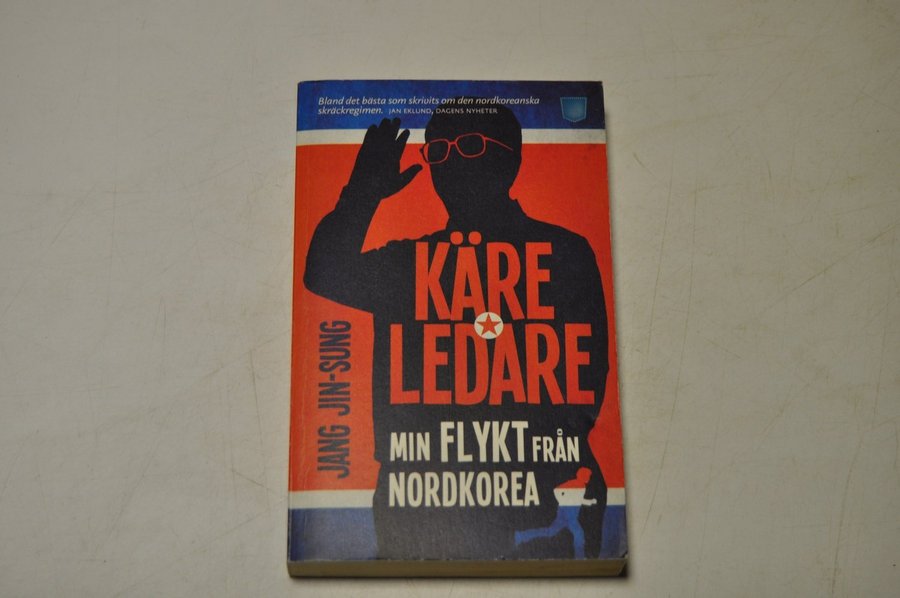 Bland det bästa som skrivits om den nordkoreanska
skräckregimen. JAN EKLUND, DAGENS NYHETER
KÄRE
LEDARE
JANG JIN-SUNG
MIN FLYKT FRÅN
NORDKOREA